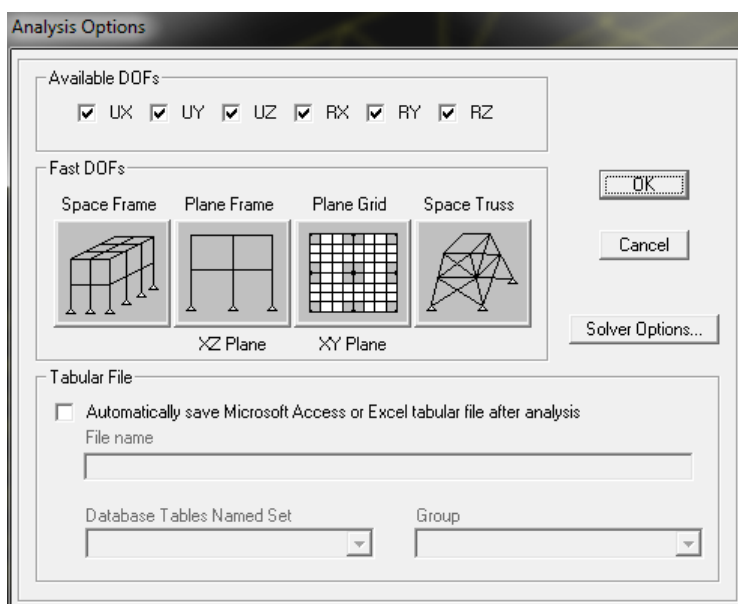 Analysis Options
Available DOFs
UX UY UZ RX RY RZ
Fast DOFs
Space Frame Plane Frame Plane Grid Space Truss
XZ Plane XY Plane
OK
Cancel
Solver Options...
Tabular File
Automatically save Microsoft Access or Excel tabular file after analysis
File name
Database Tables Named Set Group